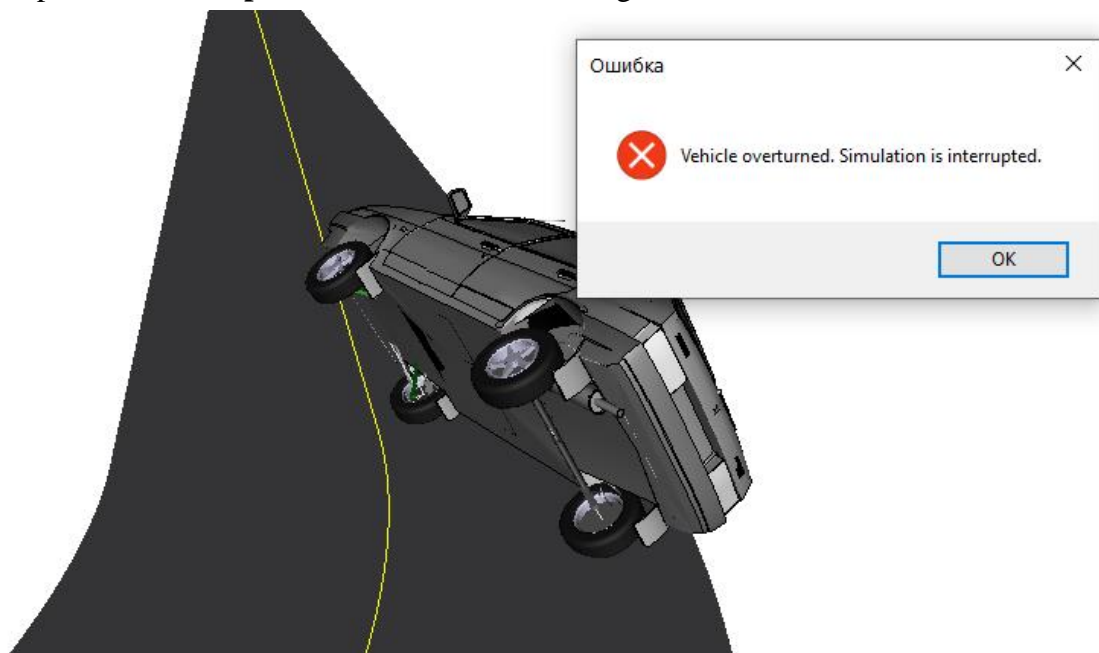 Ошибка
Vehicle overturned. Simulation is interrupted.
OK